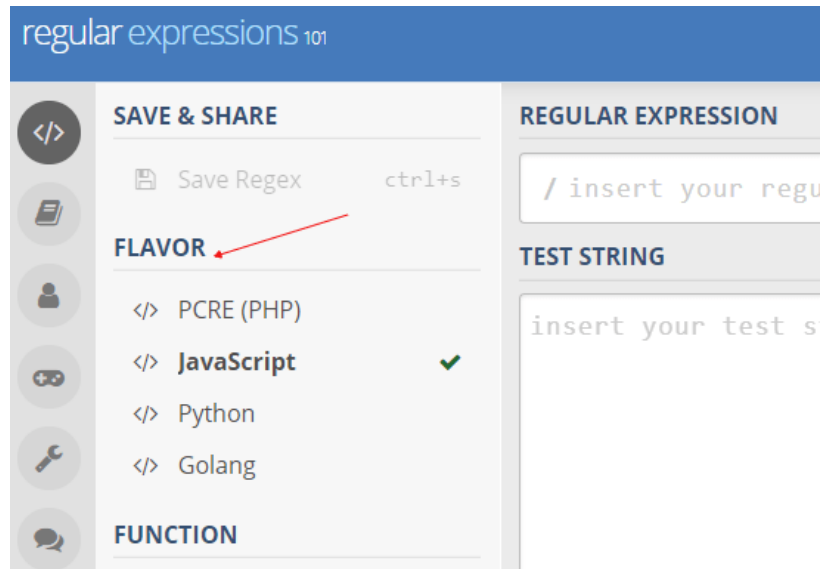 regular expressions 101
SAVE & SHARE
Save Regex ctrl+s
FLAVOR
</> PCRE (PHP)
</> JavaScript
</> Python
</> Golang
FUNCTION
REGULAR EXPRESSION
/ insert your regu
TEST STRING
insert your test s